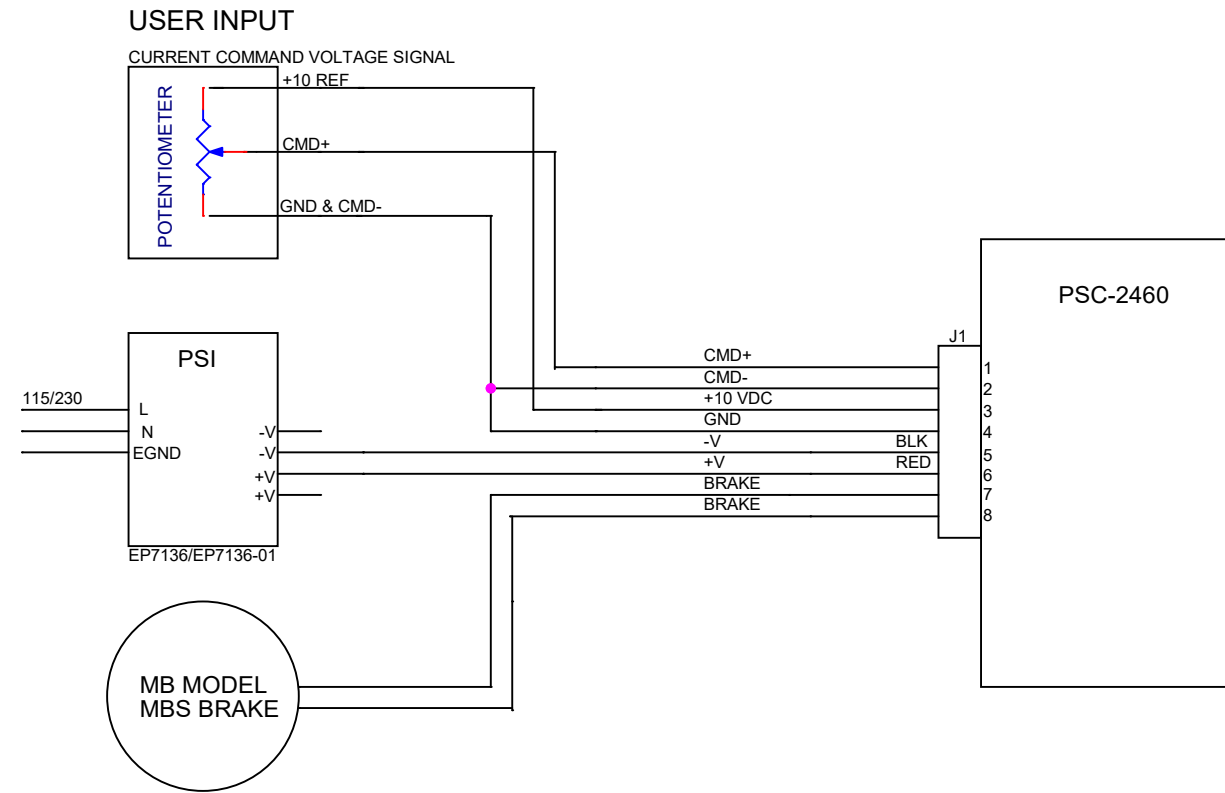 USER INPUT
CURRENT COMMAND VOLTAGE SIGNAL
POTENTIOMETER
+10 REF
CMD+
GND & CMD-
PSI
115/230
L
N
EGND
-V
-V
+V
+V
EP7136/EP7136-01
MB MODEL
MBS BRAKE
CMD+
CMD-
+10 VDC
GND
-V BLK
+V RED
BRAKE
BRAKE
J1
1
2
3
4
5
6
7
8
PSC-2460